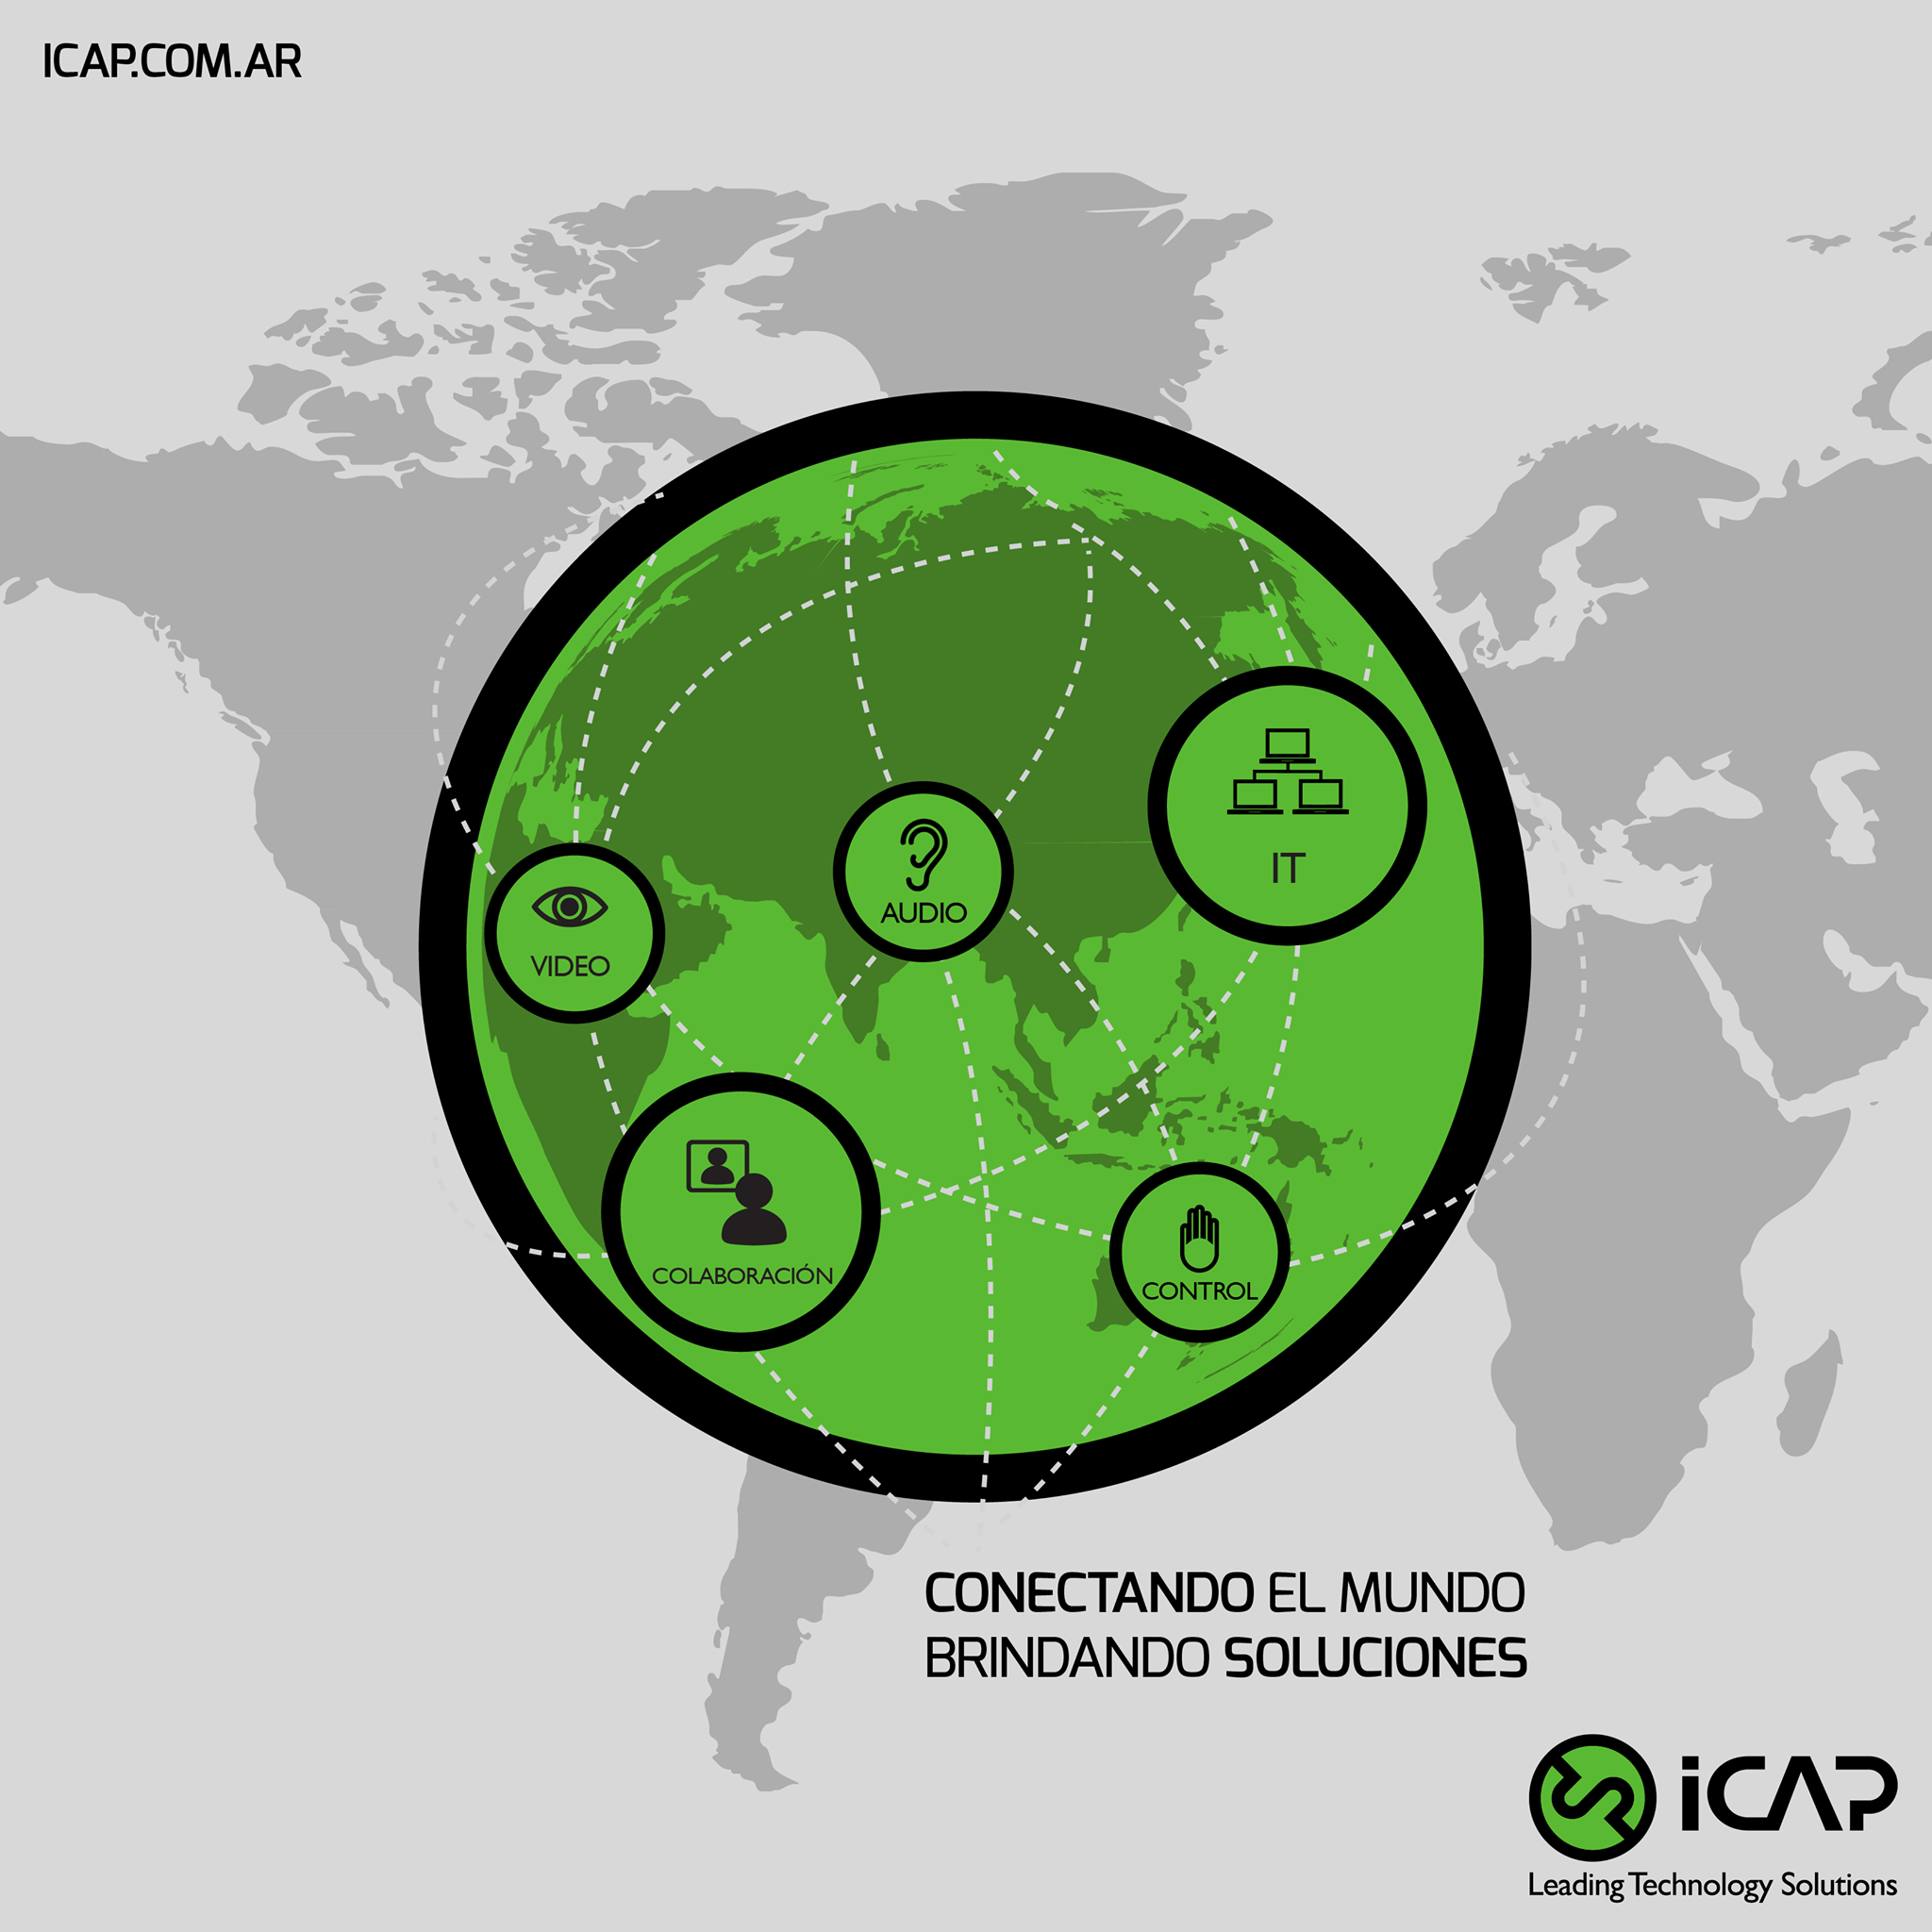 ICAP.COM.AR
IT
AUDIO
VIDEO
COLABORACIÓN
CONTROL
CONECTANDO EL MUNDO
BRINDANDO SOLUCIONES
iCAP
Leading Technology Solutions